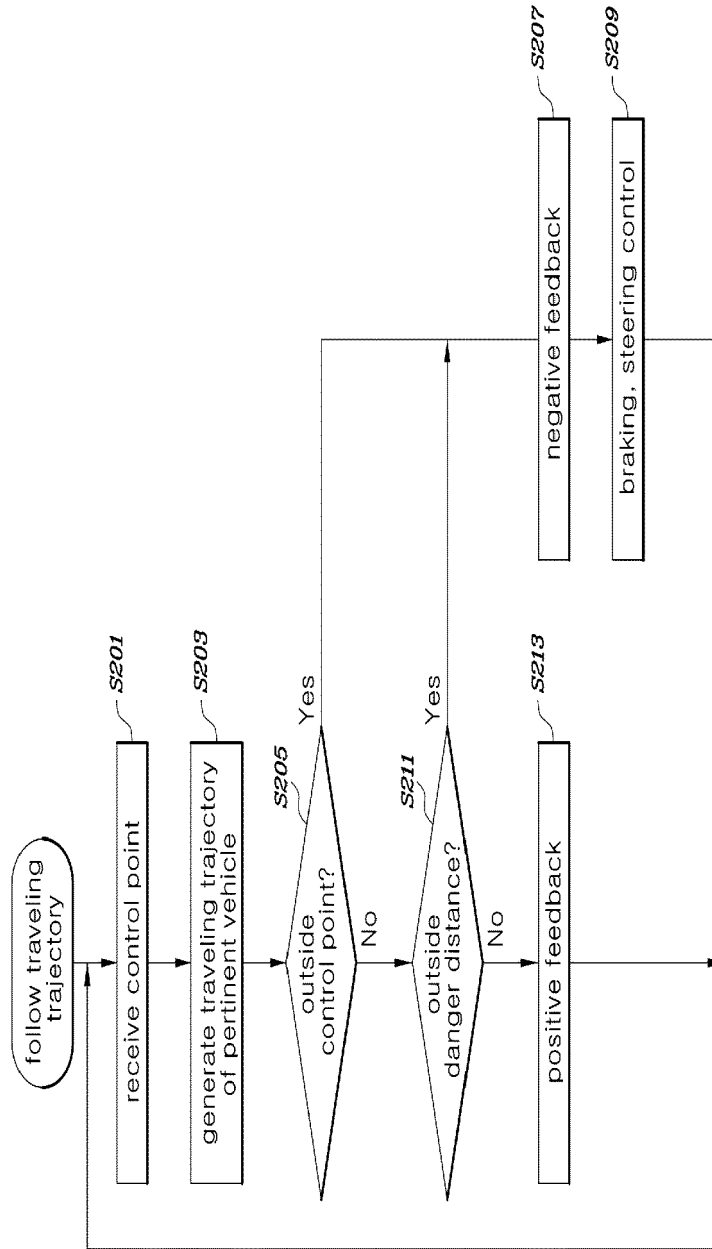 follow traveling
trajectory
S201
receive control point
S203
generate traveling trajectory
of pertinent vehicle
S205
outside
control point?
Yes
No
S211
outside
danger distance?
Yes
No
S213
positive feedback
S207
negative feedback
S209
braking, steering control